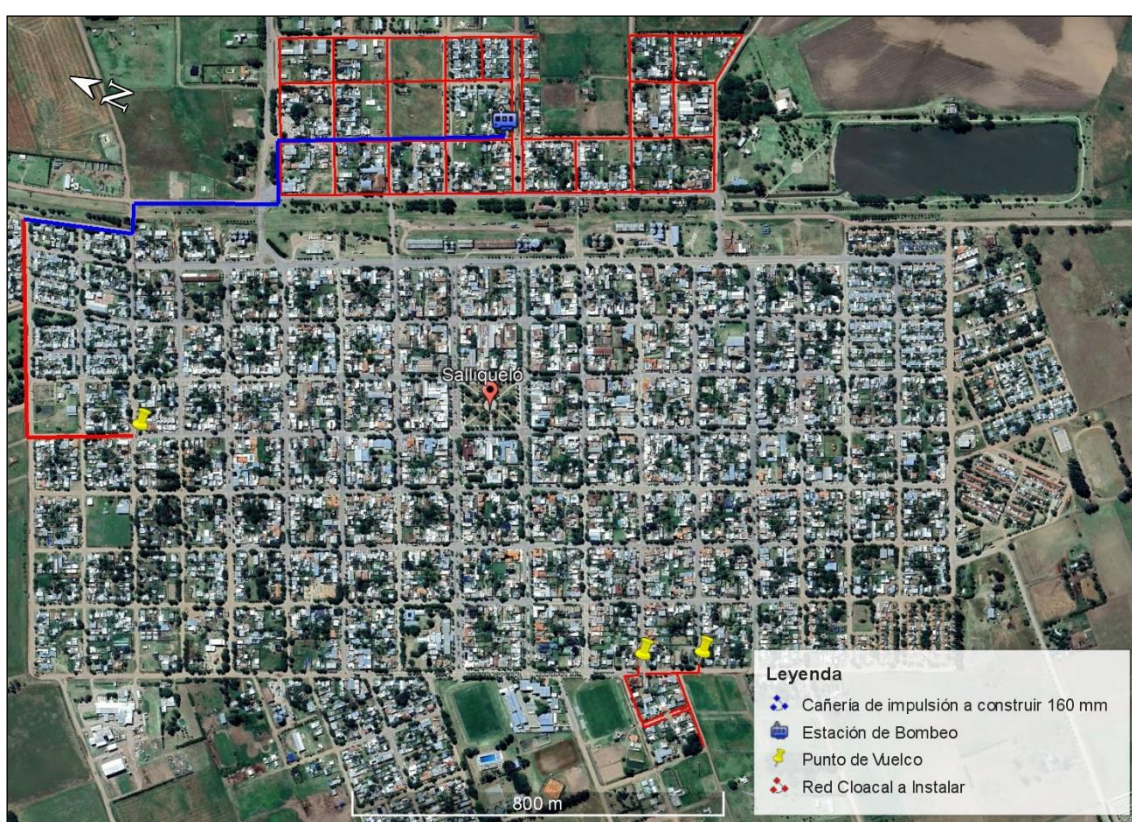 N
Salliqueló
Leyenda
Cañería de impulsión a construir 160 mm
Estación de Bombeo
Punto de Vuelco
Red Cloacal a Instalar
800 m